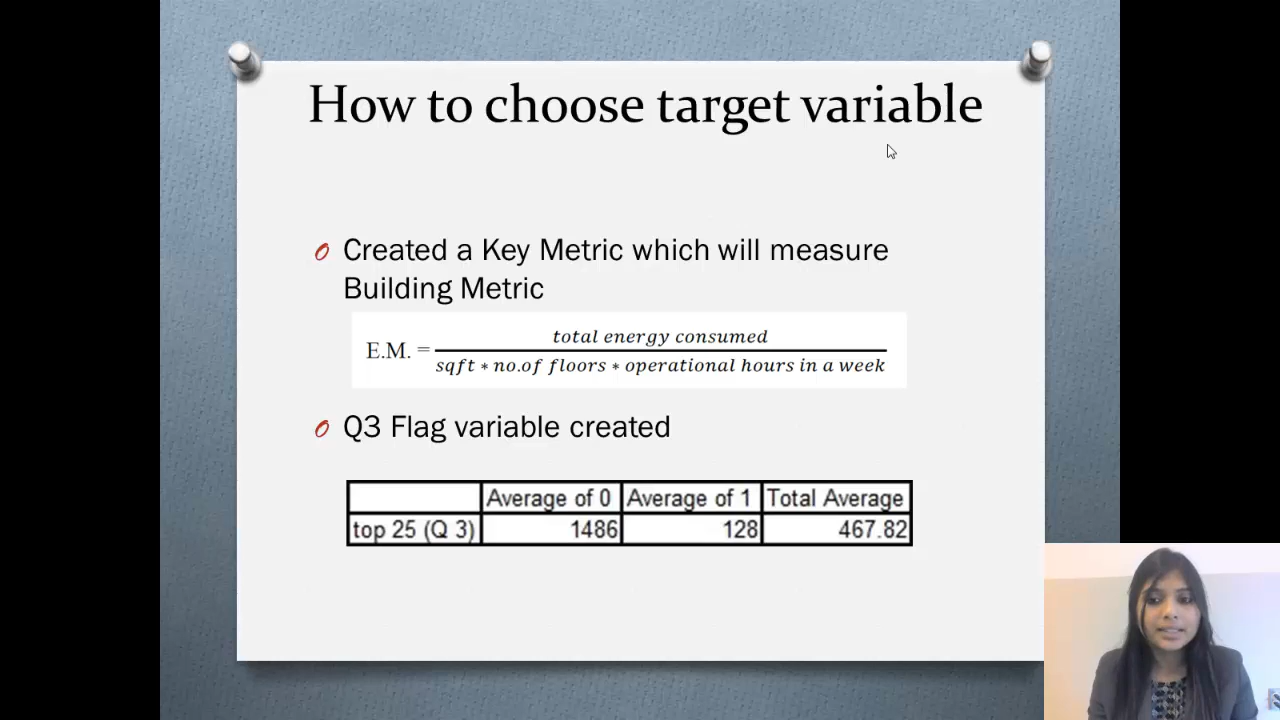 How to choose target variable
Created a Key Metric which will measure
Building Metric
E.M. = total energy consumed
sqft * no.of floors * operational hours in a week
Q3 Flag variable created
Average of 0 Average of 1 Total Average
top 25 (Q 3) 1486 128 467.82